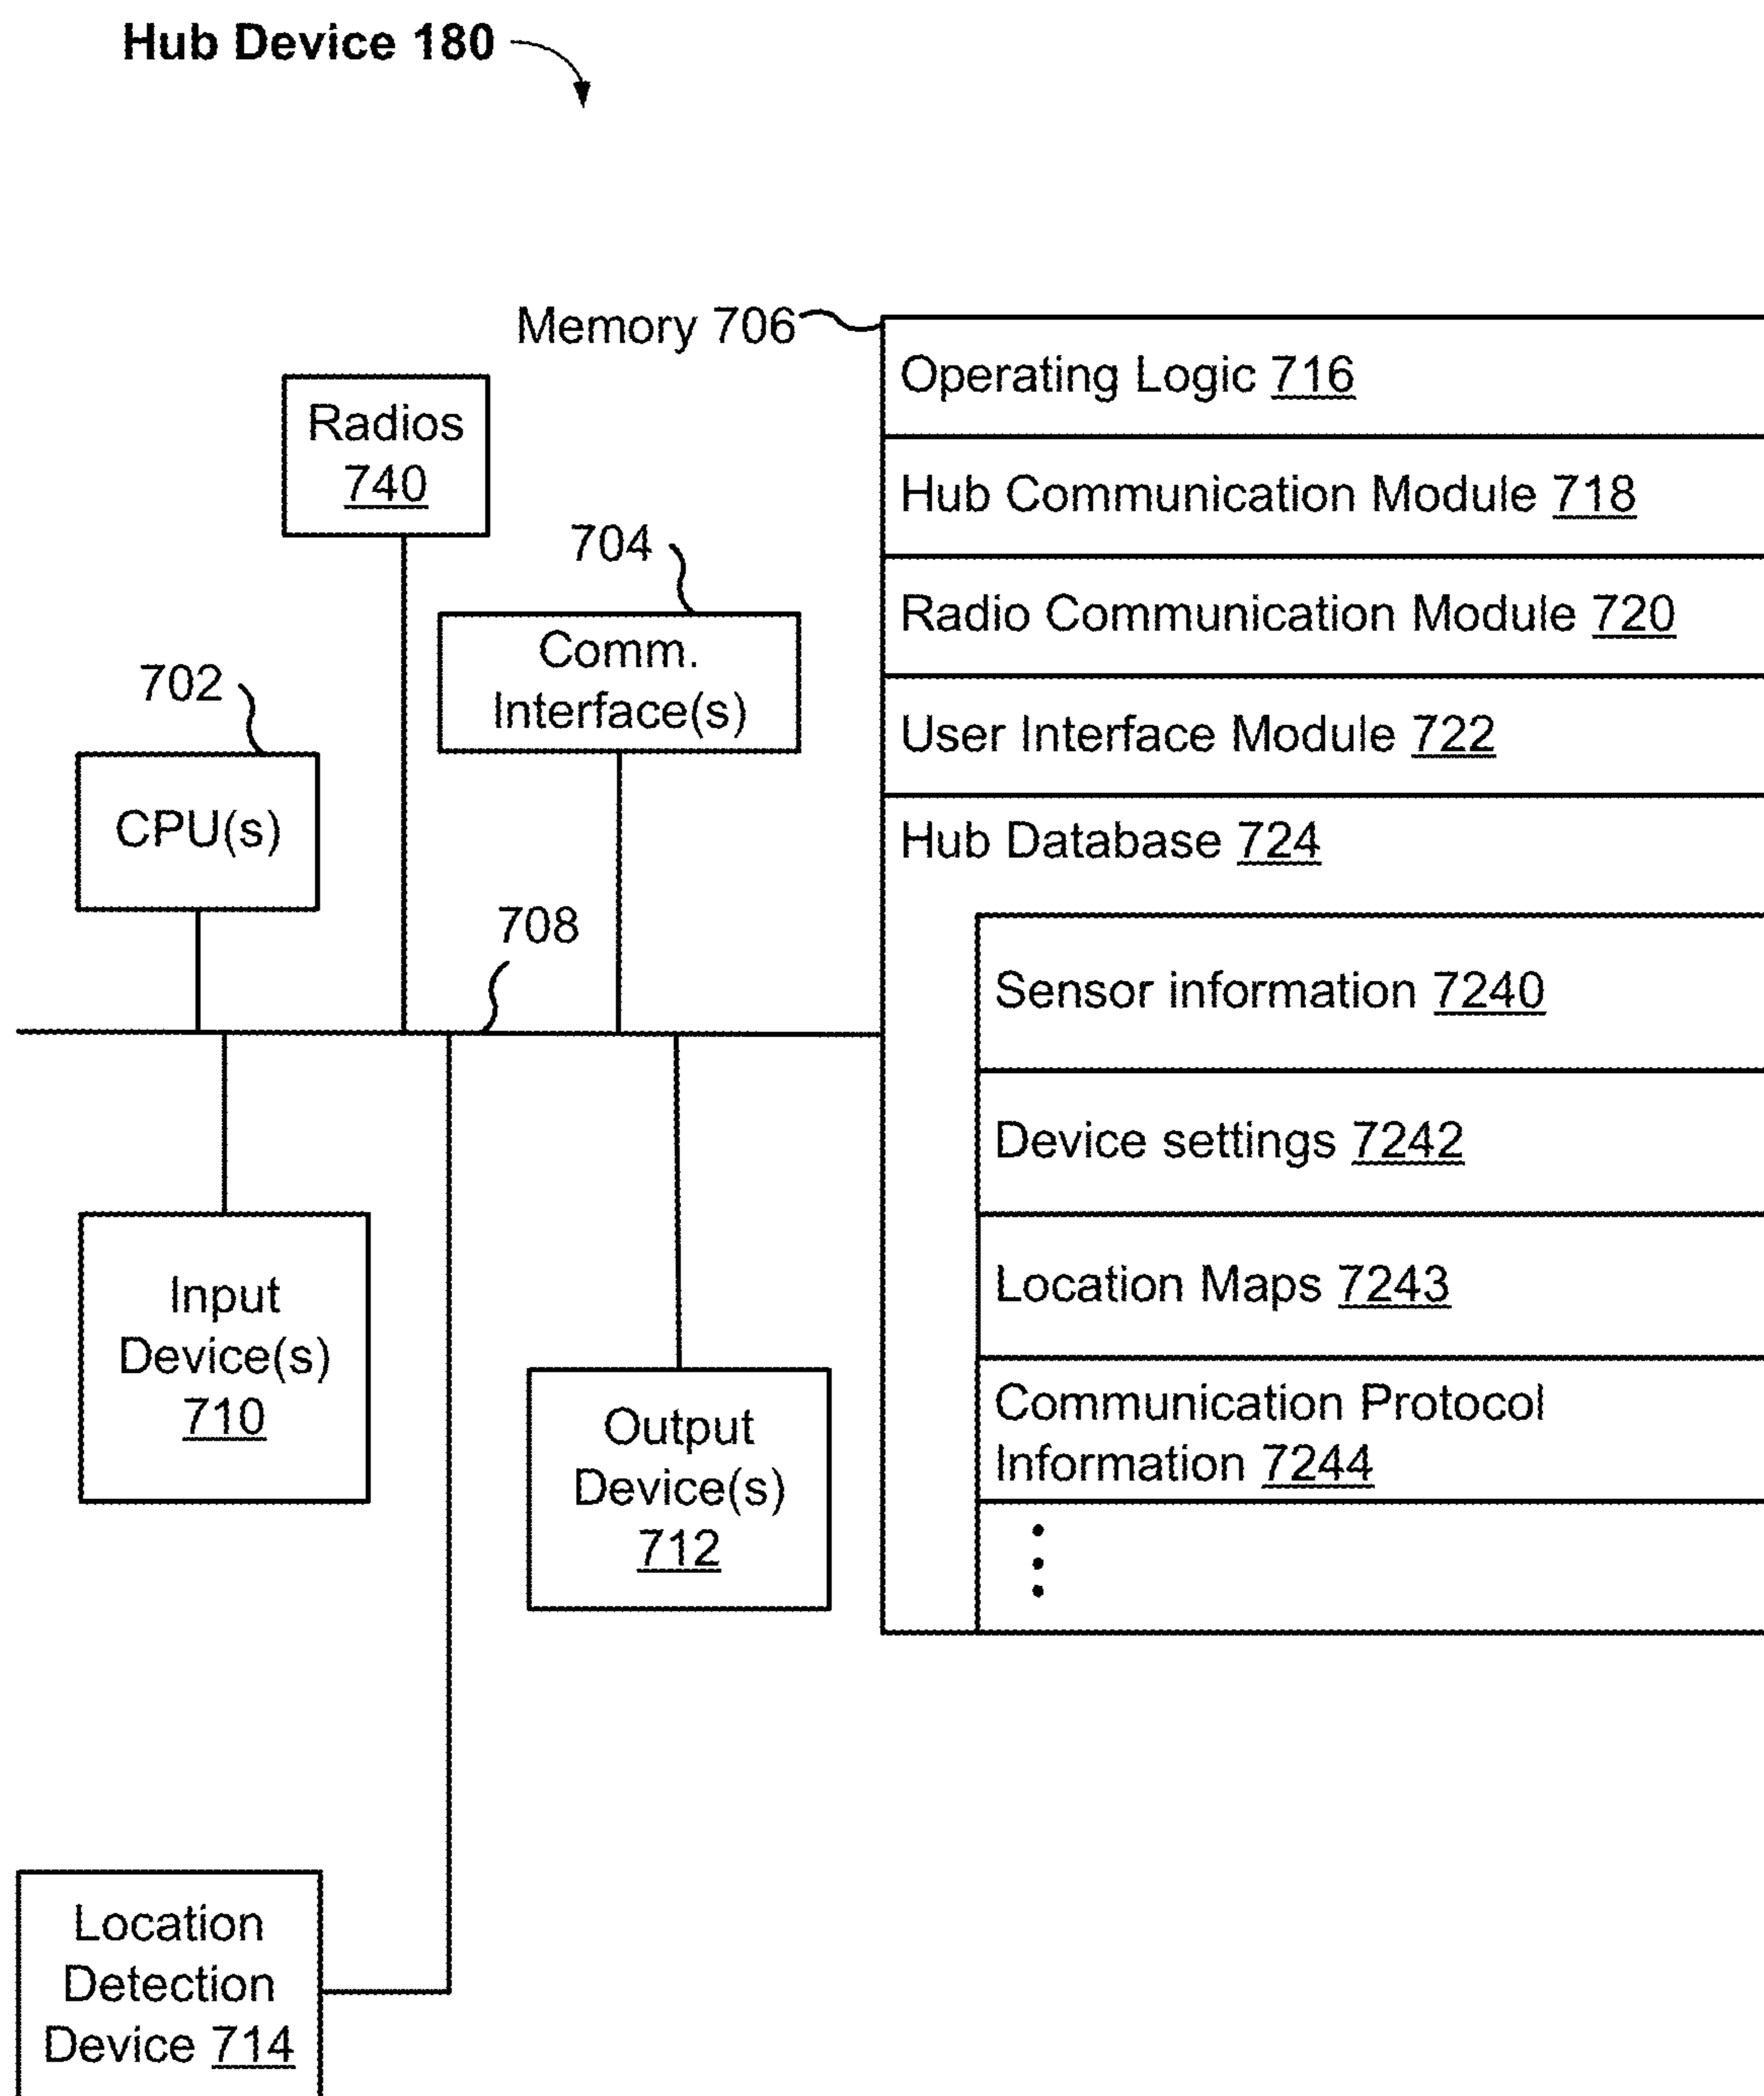 Hub Device 180
Memory 706
Radios
740
704
Comm.
Interface(s)
702
CPU(s)
708
Input
Device(s)
710
Output
Device(s)
712
Location
Detection
Device 714
Operating Logic 716
Hub Communication Module 718
Radio Communication Module 720
User Interface Module 722
Hub Database 724
Sensor information 7240
Device settings 7242
Location Maps 7243
Communication Protocol
Information 7244